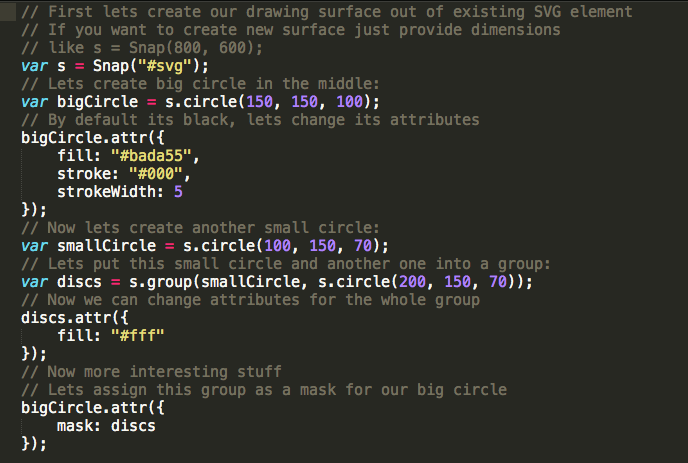 // First lets create our drawing surface out of existing SVG element
// If you want to create new surface just provide dimensions
// like s = Snap(800, 600);
var s = Snap("#svg");
// Lets create big circle in the middle:
var bigCircle = s.circle(150, 150, 100);
// By default its black, lets change its attributes
bigCircle.attr({
    fill: "#bada55",
    stroke: "#000",
    strokeWidth: 5
});
// Now lets create another small circle:
var smallCircle = s.circle(100, 150, 70);
// Lets put this small circle and another one into a group:
var discs = s.group(smallCircle, s.circle(200, 150, 70));
// Now we can change attributes for the whole group
discs.attr({
    fill: "#fff"
});
// Now more interesting stuff
// Lets assign this group as a mask for our big circle
bigCircle.attr({
    mask: discs
});